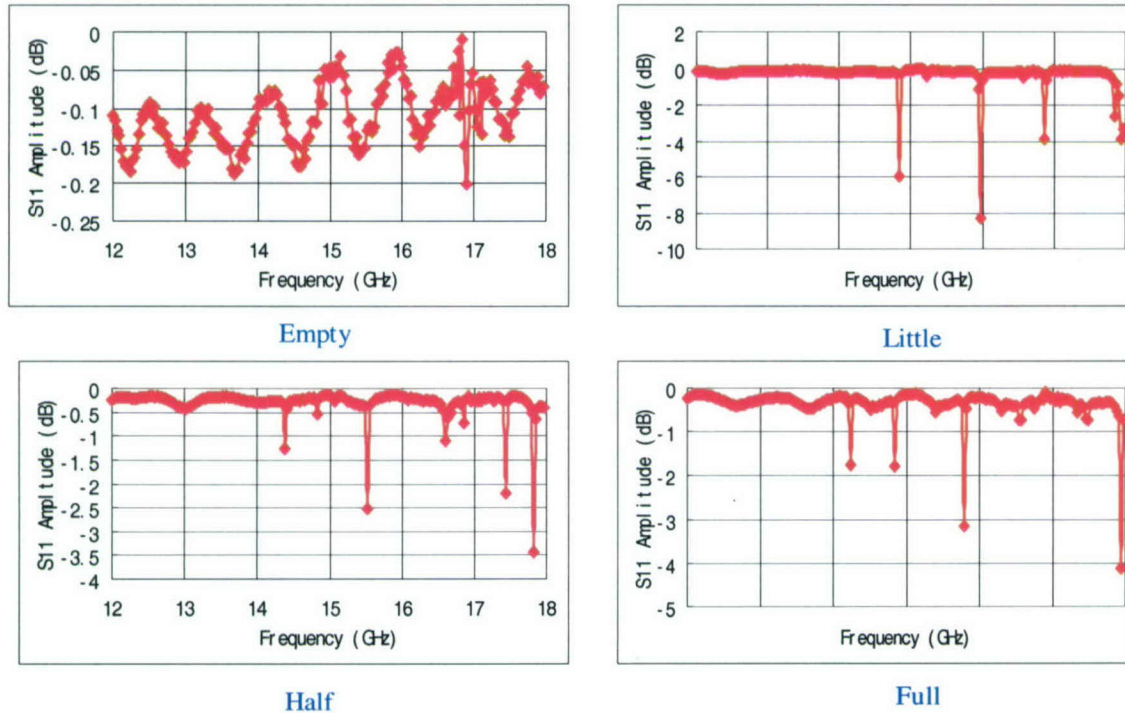 0
-0.05
-0.1
-0.15
-0.2
-0.25
S11 Amplitude (dB)
12 13 14 15 16 17 18
Frequency (GHz)
Empty
2
0
-2
-4
-6
-8
-10
S11 Amplitude (dB)
Frequency (GHz)
Little
0
-0.5
-1
-1.5
-2
-2.5
-3
-3.5
-4
S11 Amplitude (dB)
12 13 14 15 16 17 18
Frequency (GHz)
Half
0
-1
-2
-3
-4
-5
S11 Amplitude (dB)
Frequency (GHz)
Full